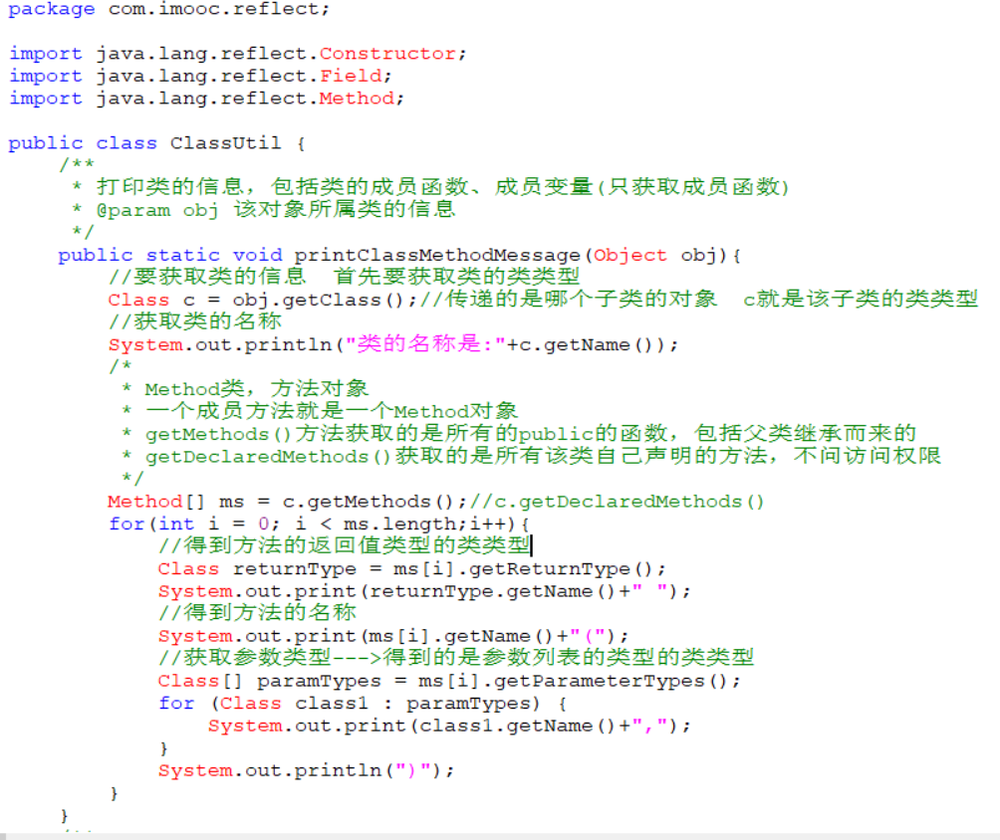 package com.imooc.reflect;
import java.lang.reflect.Constructor;
import java.lang.reflect.Field;
import java.lang.reflect.Method;
public class ClassUtil {
/**
* 打印类的信息，包括类的成员函数、成员变量(只获取成员函数)
* @param obj 该对象所属类的信息
*/
public static void printClassMethodMessage(Object obj){
//要获取类的信息  首先要获取类的类类型
Class c = obj.getClass();//传递的是哪个子类的对象  c就是该子类的类类型
//获取类的名称
System.out.println("类的名称是:"+c.getName());
/*
* Method类，方法对象
* 一个成员方法就是一个Method对象
* getMethods()方法获取的是所有的public的函数，包括父类继承而来的
* getDeclaredMethods()获取的是所有该类自己声明的方法，不问访问权限
*/
Method[] ms = c.getMethods();//c.getDeclaredMethods()
for(int i = 0; i < ms.length;i++){
//得到方法的返回值类型的类类型
Class returnType = ms[i].getReturnType();
System.out.print(returnType.getName()+" ");
//得到方法的名称
System.out.print(ms[i].getName()+"(");
//获取参数类型--->得到的是参数列表的类型的类类型
Class[] paramTypes = ms[i].getParameterTypes();
for (Class class1 : paramTypes) {
System.out.print(class1.getName()+",");
}
System.out.println(")");
}
}